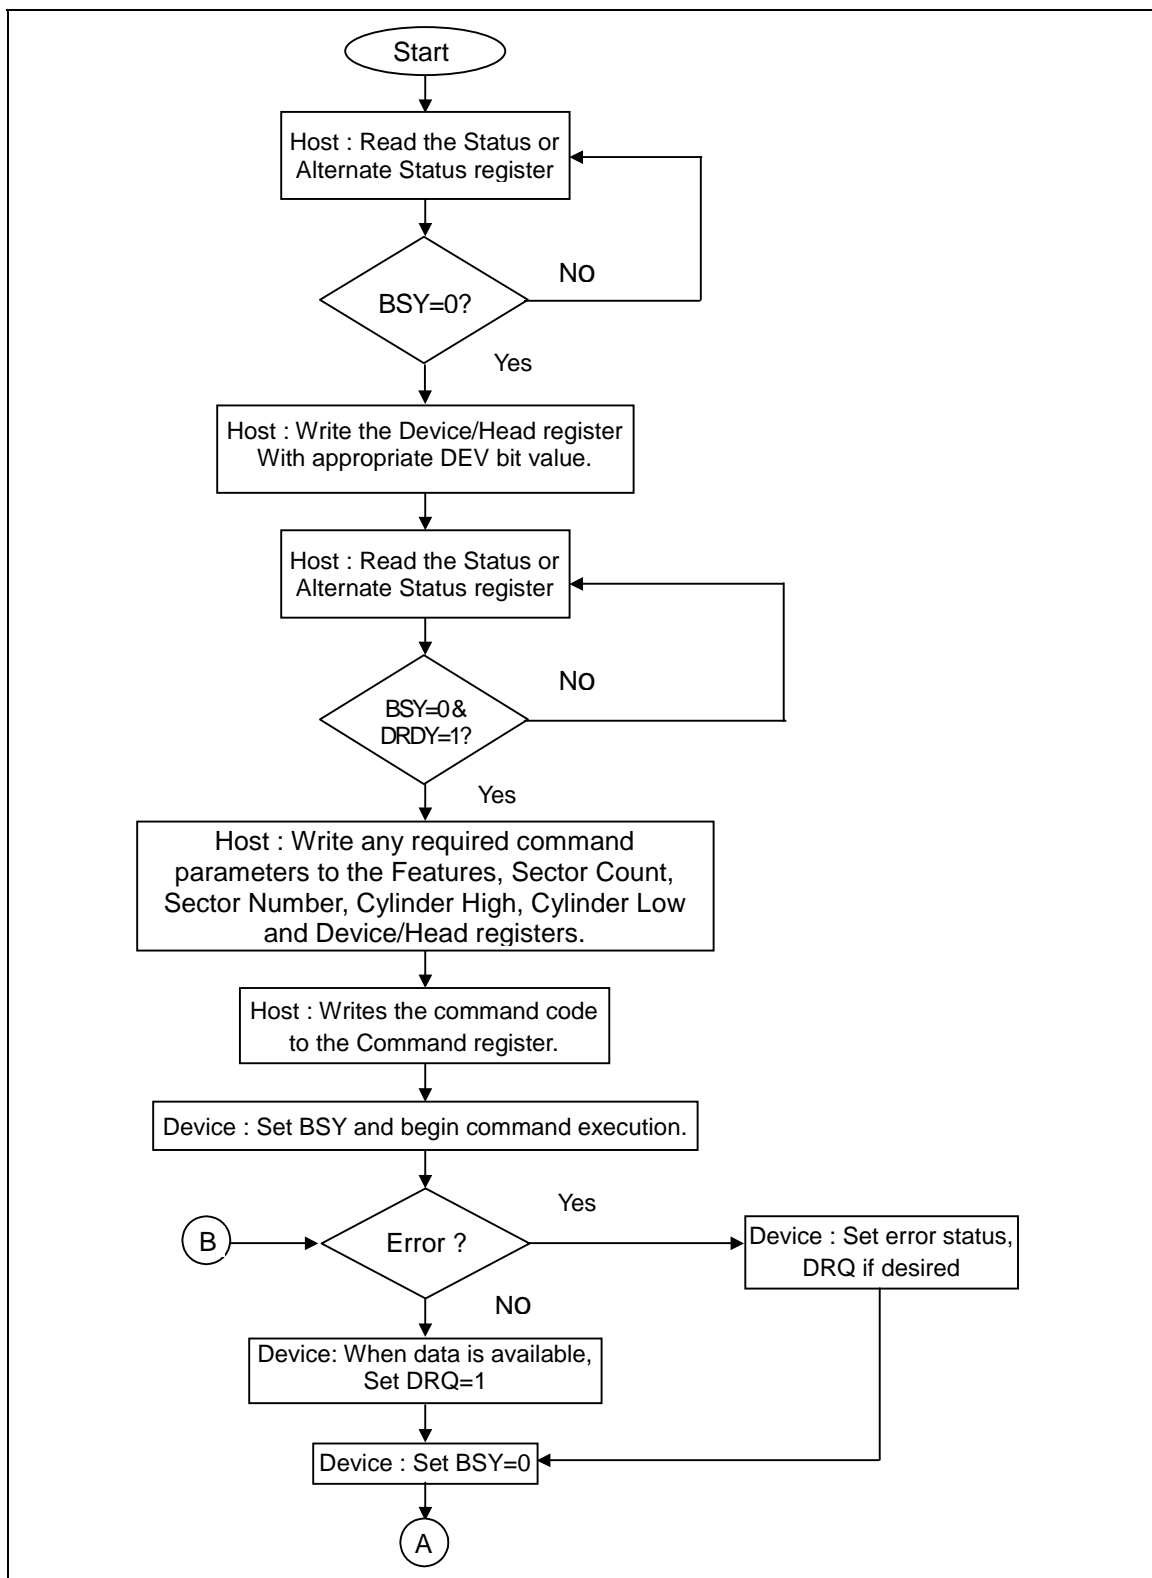 Start
Host : Read the Status or
Alternate Status register
No
BSY=0?
Yes
Host : Write the Device/Head register
With appropriate DEV bit value.
Host : Read the Status or
Alternate Status register
No
BSY=0 &
DRDY=1?
Yes
Host : Write any required command
parameters to the Features, Sector Count,
Sector Number, Cylinder High, Cylinder Low
and Device/Head registers.
Host : Writes the command code
to the Command register.
Device : Set BSY and begin command execution.
Yes
B
Error ?
Device : Set error status,
DRQ if desired
No
Device: When data is available,
Set DRQ=1
Device : Set BSY=0
A